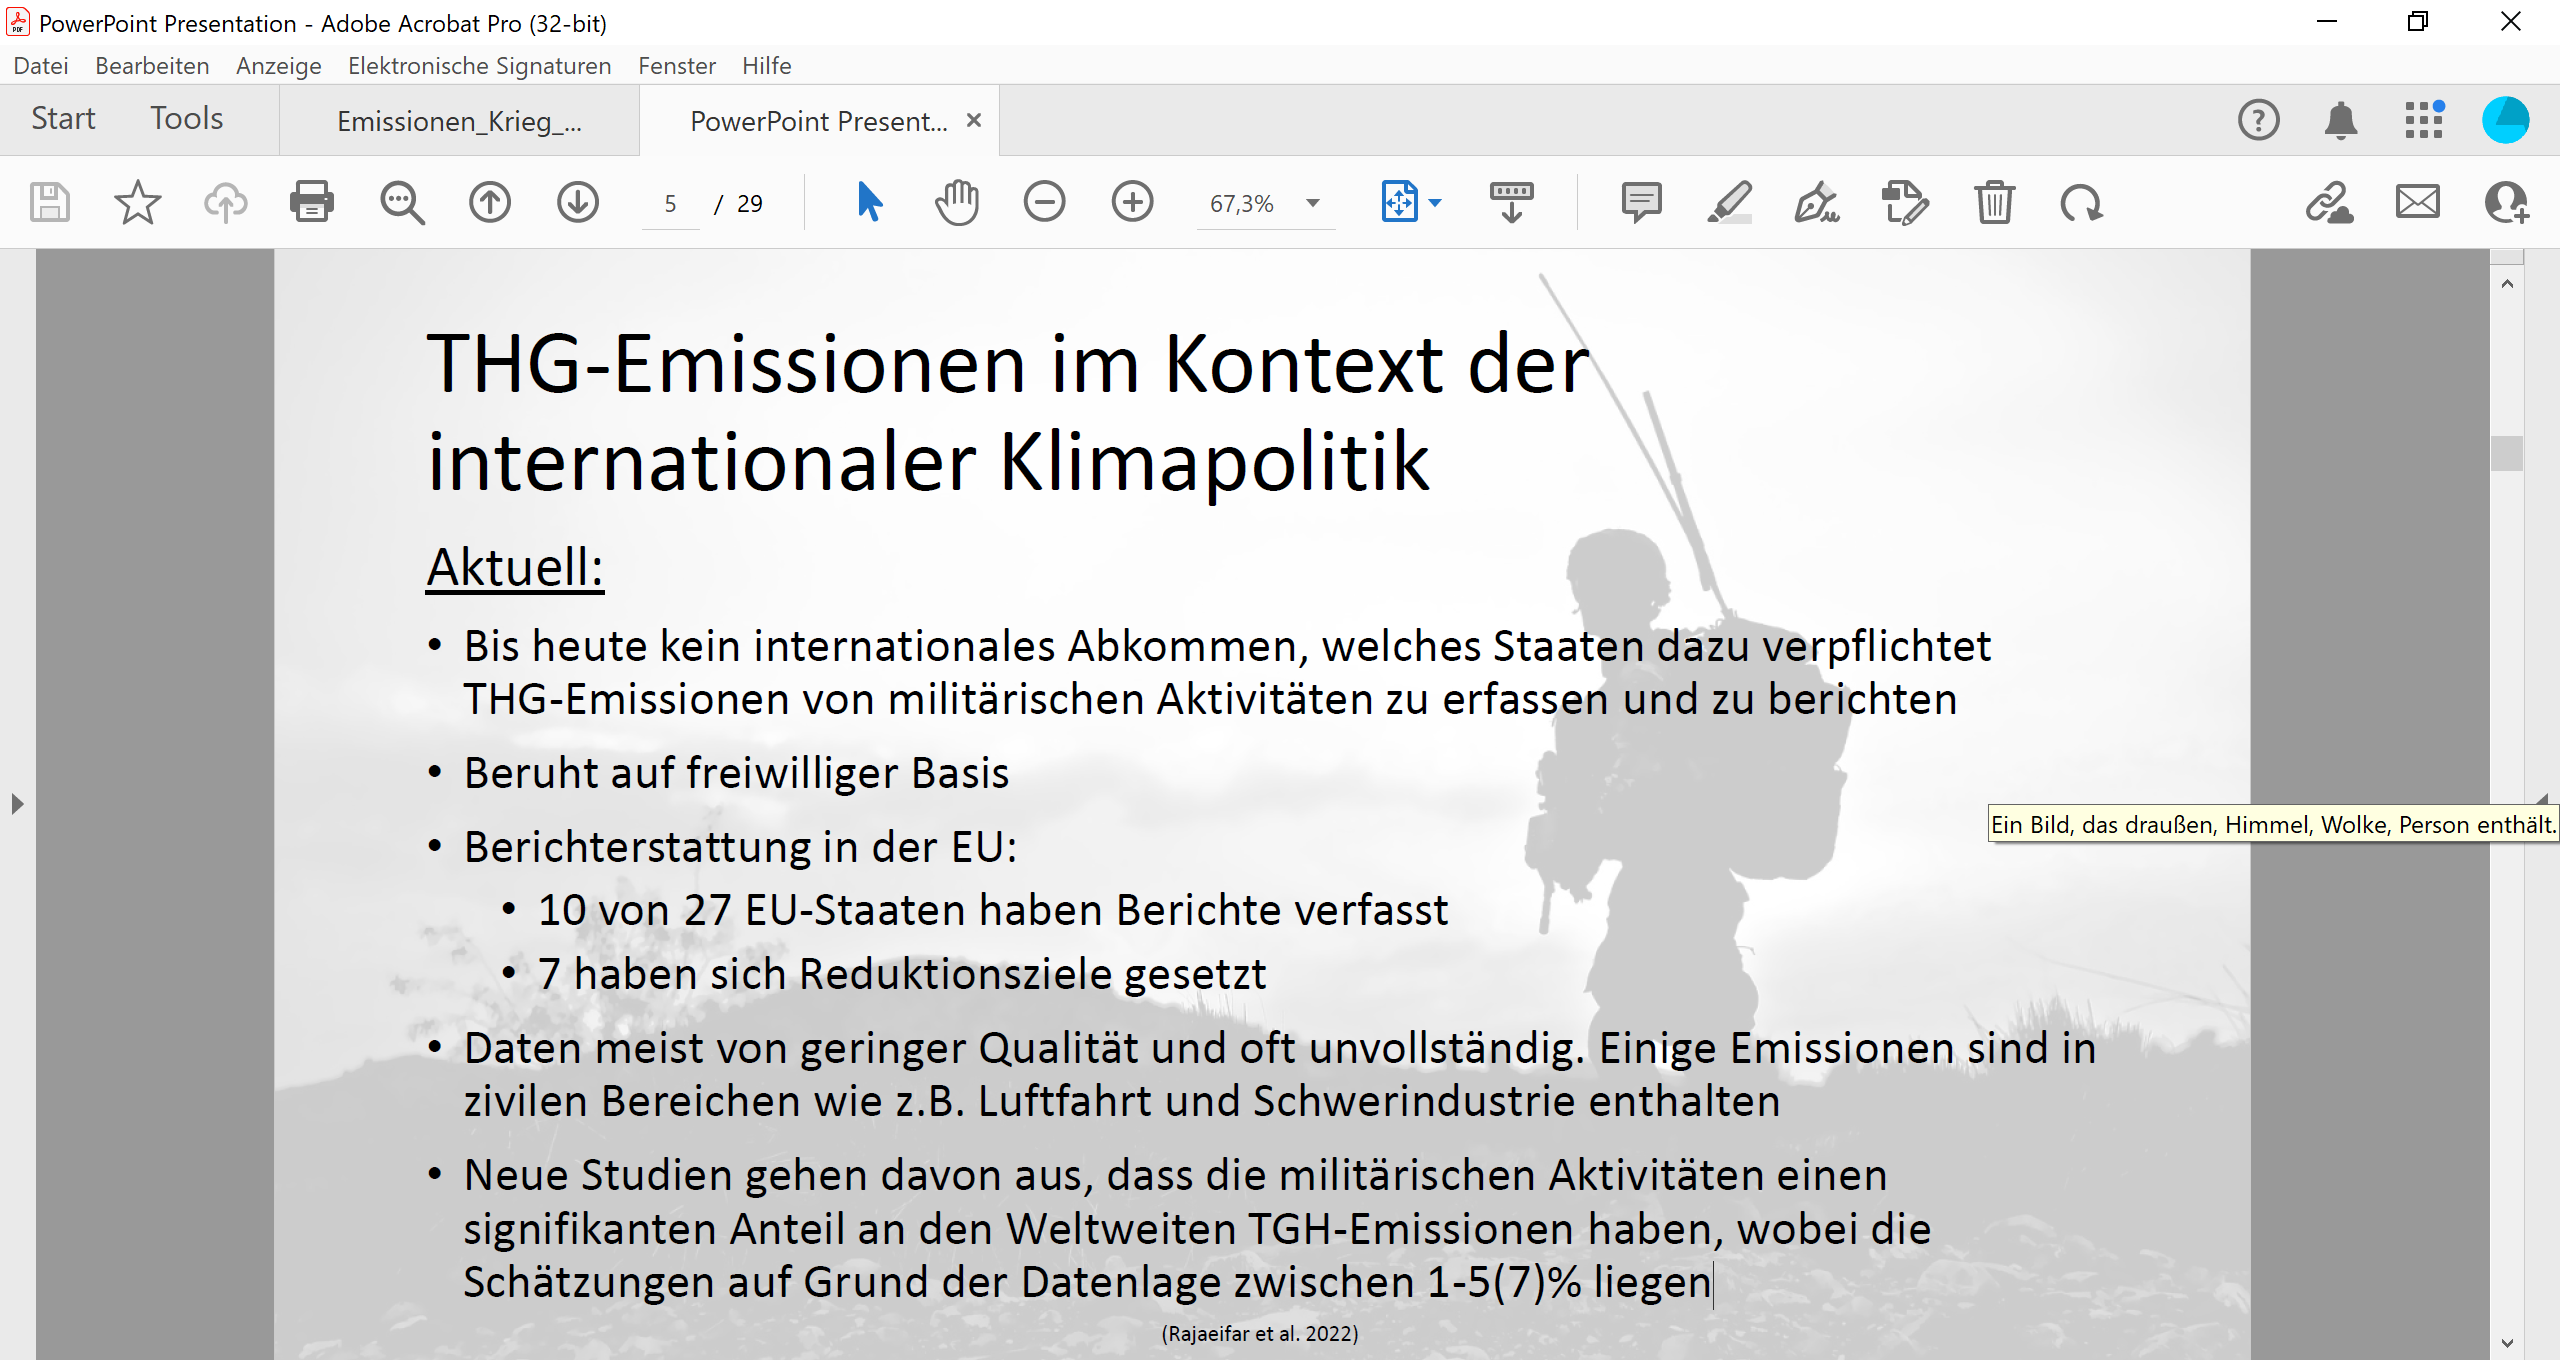 PowerPoint Presentation - Adobe Acrobat Pro (32-bit)
Datei Bearbeiten Anzeige Elektronische Signaturen Fenster Hilfe
Start Tools Emissionen_Krieg_... PowerPoint Present...
5 / 29 67,3%
THG-Emissionen im Kontext der
internationaler Klimapolitik
Aktuell:
• Bis heute kein internationales Abkommen, welches Staaten dazu verpflichtet
THG-Emissionen von militärischen Aktivitäten zu erfassen und zu berichten
• Beruht auf freiwilliger Basis
Ein Bild, das draußen, Himmel, Wolke, Person enthält.
• Berichterstattung in der EU:
• 10 von 27 EU-Staaten haben Berichte verfasst
• 7 haben sich Reduktionsziele gesetzt
• Daten meist von geringer Qualität und oft unvollständig. Einige Emissionen sind in
zivilen Bereichen wie z.B. Luftfahrt und Schwerindustrie enthalten
• Neue Studien gehen davon aus, dass die militärischen Aktivitäten einen
signifikanten Anteil an den Weltweiten TGH-Emissionen haben, wobei die
Schätzungen auf Grund der Datenlage zwischen 1-5(7)% liegen
(Rajaeifar et al. 2022)